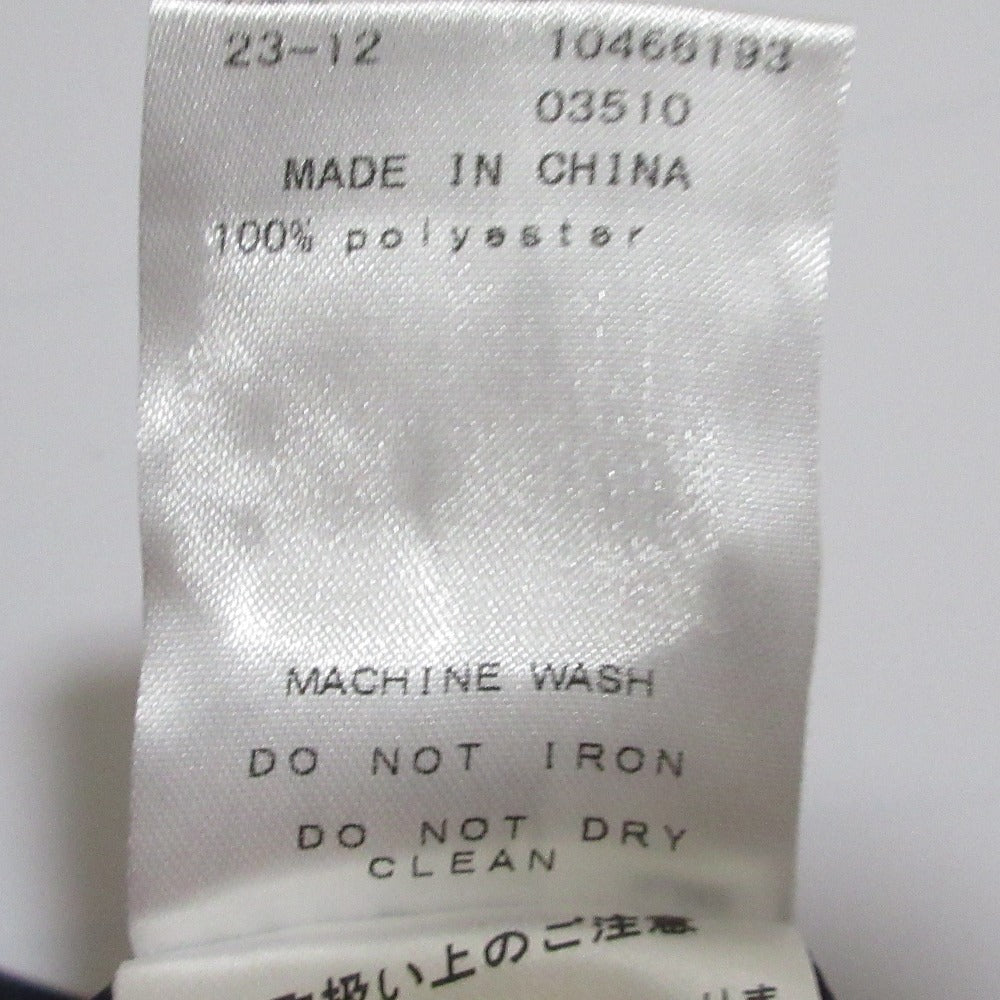 23-12 10466193
03510
MADE IN CHINA
100% polyester
MACHINE WASH
DO NOT IRON
DO NOT DRY
CLEAN
取扱い上のご注意